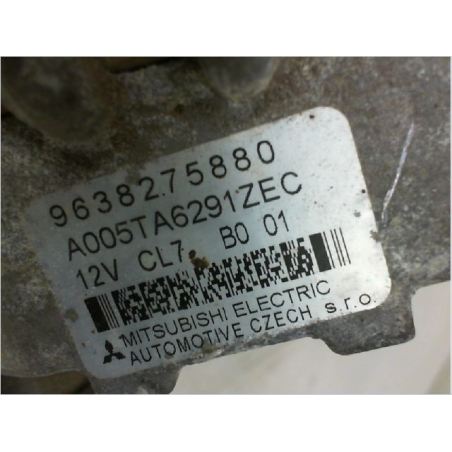 9638275880
A005TA6291ZEC
12V CL7. B0 01
MITSUBISHI ELECTRIC
AUTOMOTIVE CZECH s.r.o.